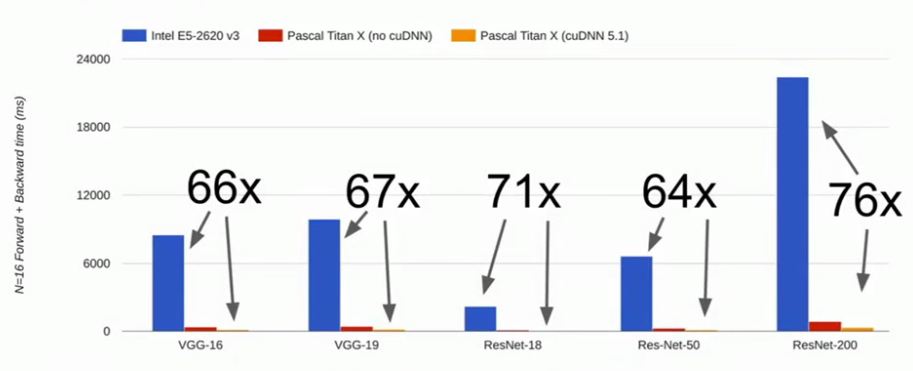 Intel E5-2620 v3 Pascal Titan X (no cuDNN) Pascal Titan X (cuDNN 5.1)
N=16 Forward + Backward time (ms)
24000
18000
12000
6000
0
66x 67x 71x 64x 76x
VGG-16 VGG-19 ResNet-18 Res-Net-50 ResNet-200